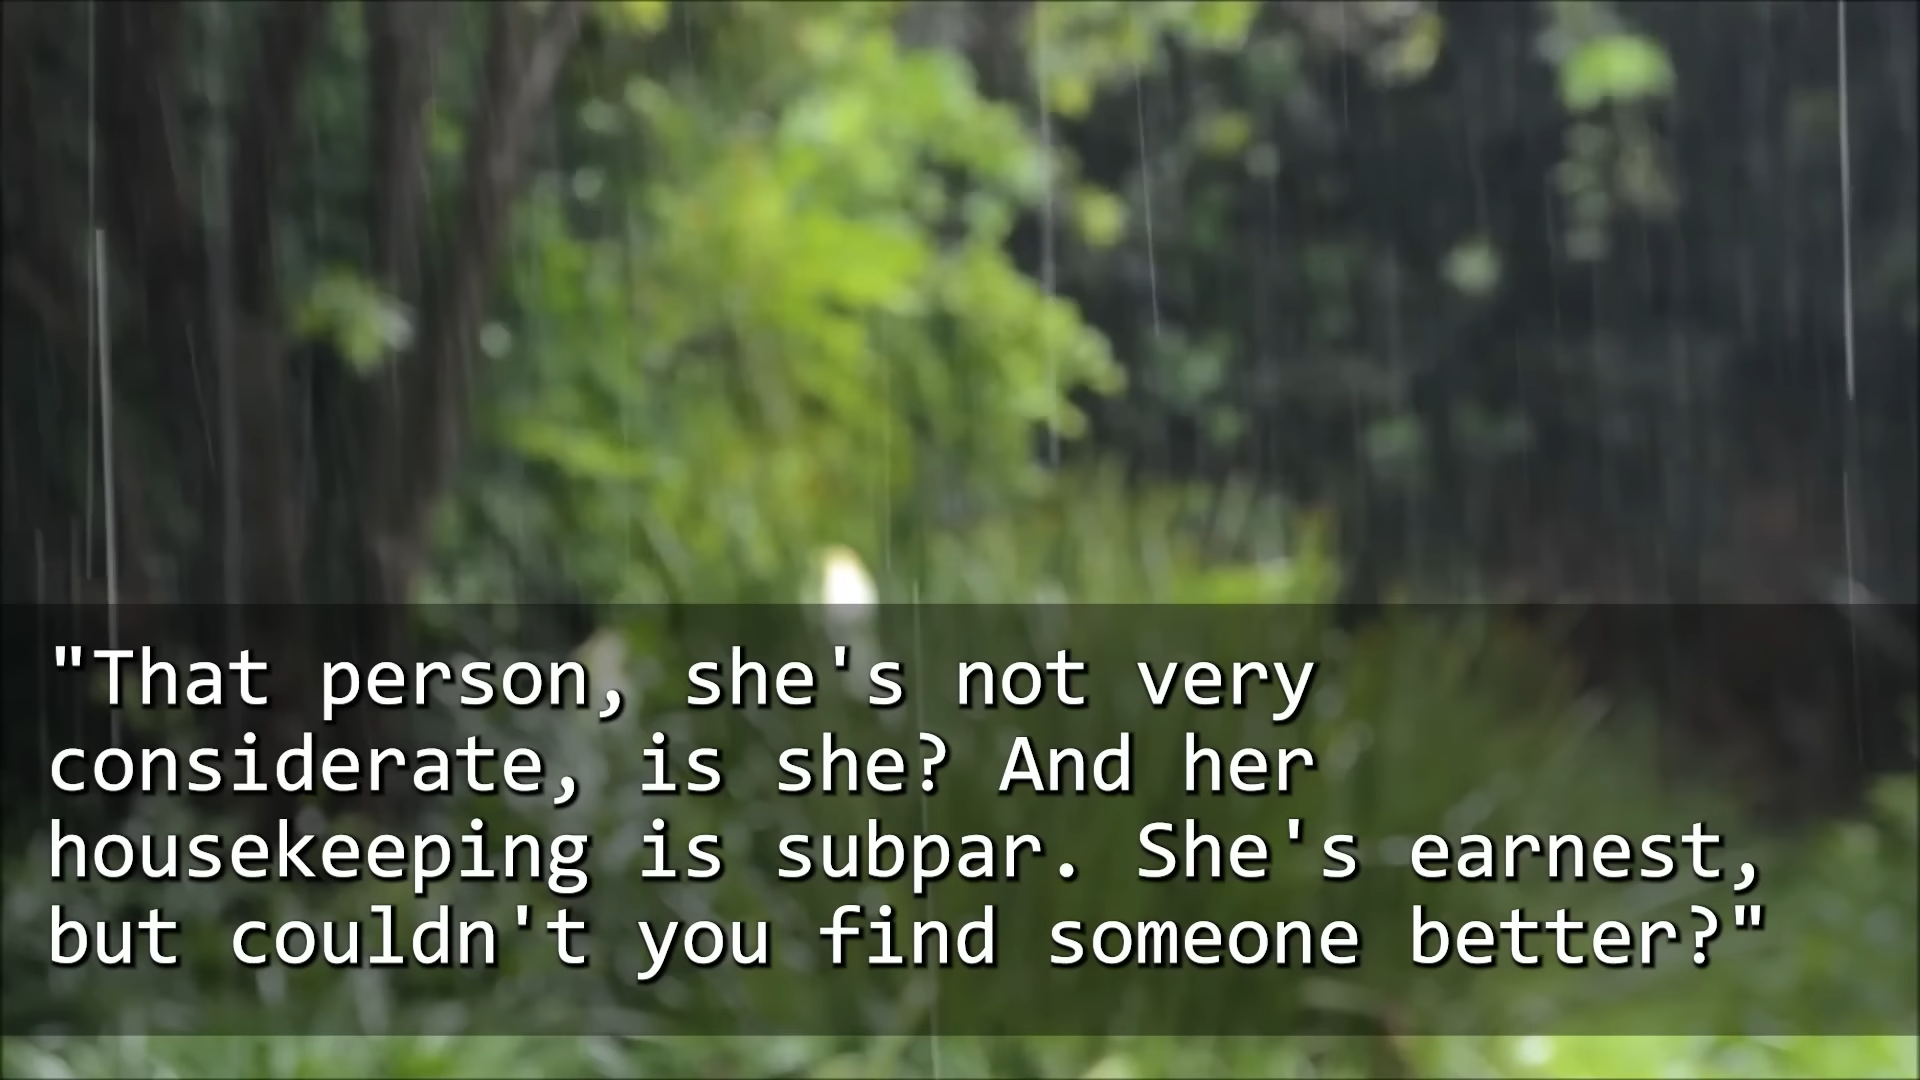 "That person, she's not very
considerate, is she? And her
housekeeping is subpar. She's earnest,
but couldn't you find someone better?"